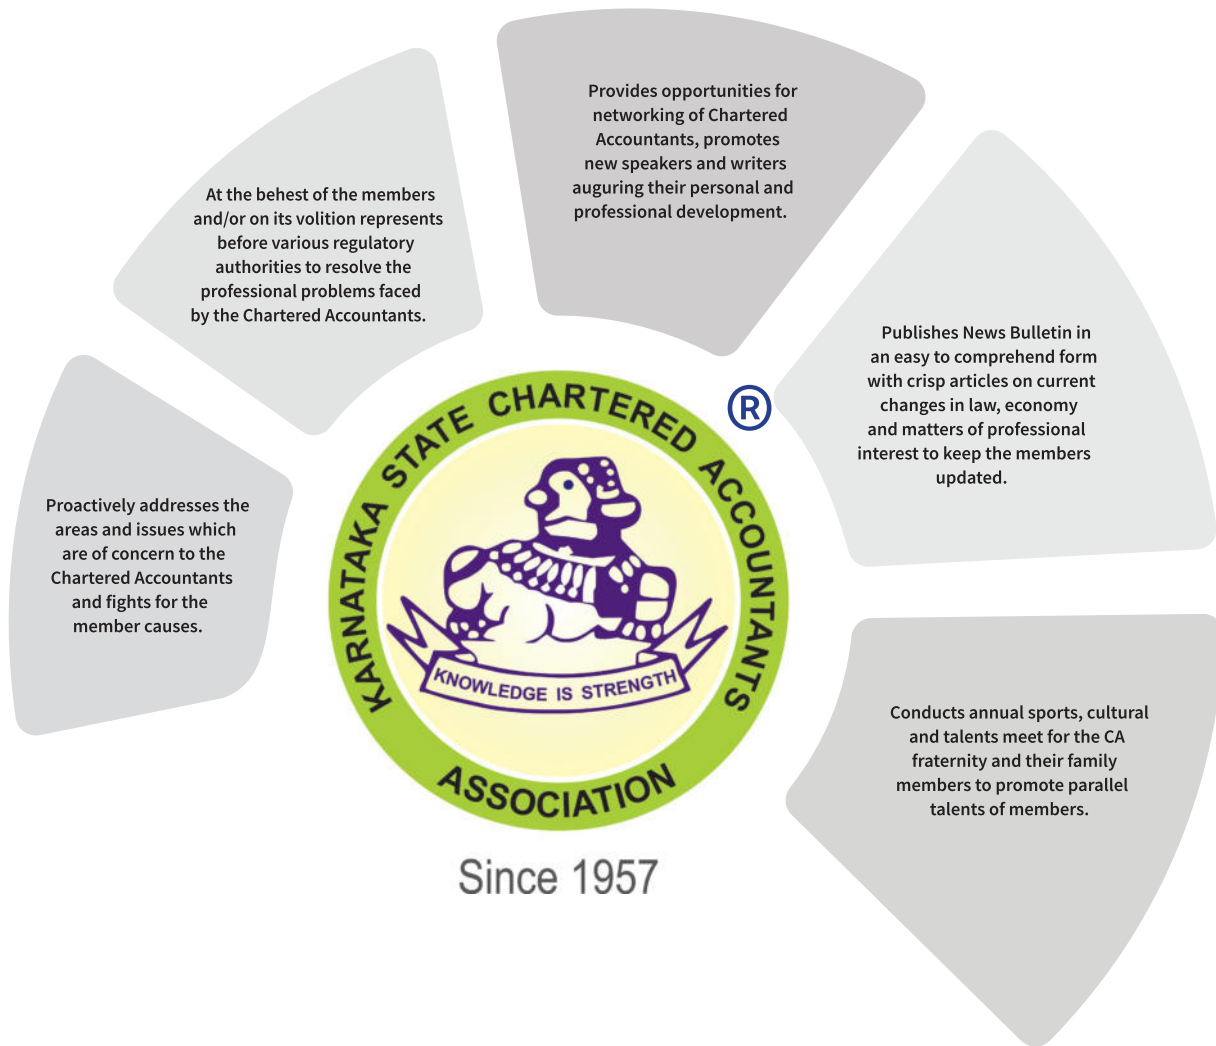 Provides opportunities for
networking of Chartered
Accountants, promotes
new speakers and writers
auguring their personal and
professional development.
At the behest of the members
and/or on its volition represents
before various regulatory
authorities to resolve the
professional problems faced
by the Chartered Accountants.
Publishes News Bulletin in
an easy to comprehend form
with crisp articles on current
changes in law, economy
and matters of professional
interest to keep the members
updated.
Proactively addresses the
areas and issues which
are of concern to the
Chartered Accountants
and fights for the
member causes.
KARNATAKA STATE CHARTERED ACCOUNTANTS
ASSOCIATION
®
KNOWLEDGE IS STRENGTH
Since 1957
Conducts annual sports, cultural
and talents meet for the CA
fraternity and their family
members to promote parallel
talents of members.